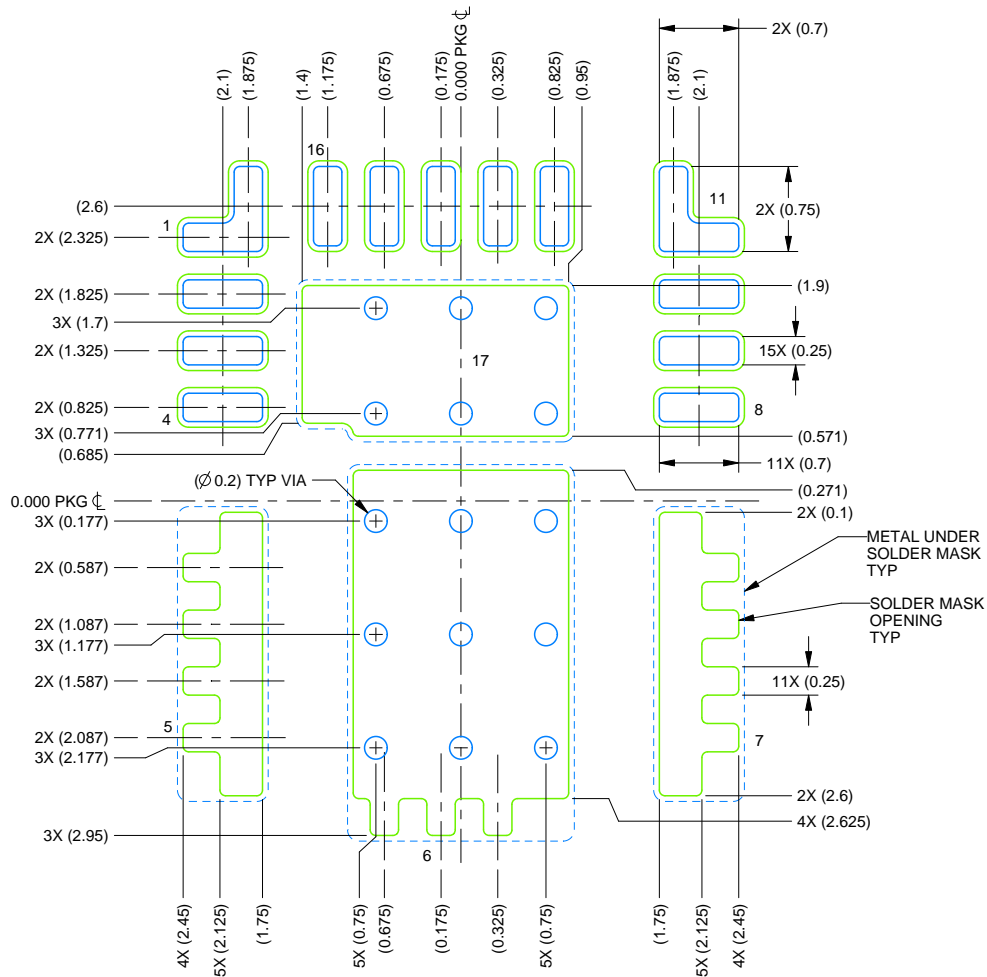 2X (0.7)
(2.1)
(1.875)
(1.4)
(1.175)
(0.675)
(0.175)
0.000 PKG ℄
(0.325)
(0.825)
(0.95)
(1.875)
(2.1)
16
(2.6)
1
11
2X (0.75)
2X (2.325)
2X (1.825)
(1.9)
3X (1.7)
2X (1.325)
17
15X (0.25)
2X (0.825)
4
8
3X (0.771)
(0.685)
(0.571)
11X (0.7)
(Ø 0.2) TYP VIA
(0.271)
0.000 PKG ℄
3X (0.177)
2X (0.1)
METAL UNDER
SOLDER MASK
TYP
2X (0.587)
SOLDER MASK
OPENING
TYP
2X (1.087)
3X (1.177)
2X (1.587)
11X (0.25)
5
2X (2.087)
7
3X (2.177)
2X (2.6)
4X (2.625)
3X (2.95)
6
4X (2.45)
5X (2.125)
(1.75)
5X (0.75)
(0.675)
(0.175)
(0.325)
5X (0.75)
(1.75)
5X (2.125)
4X (2.45)